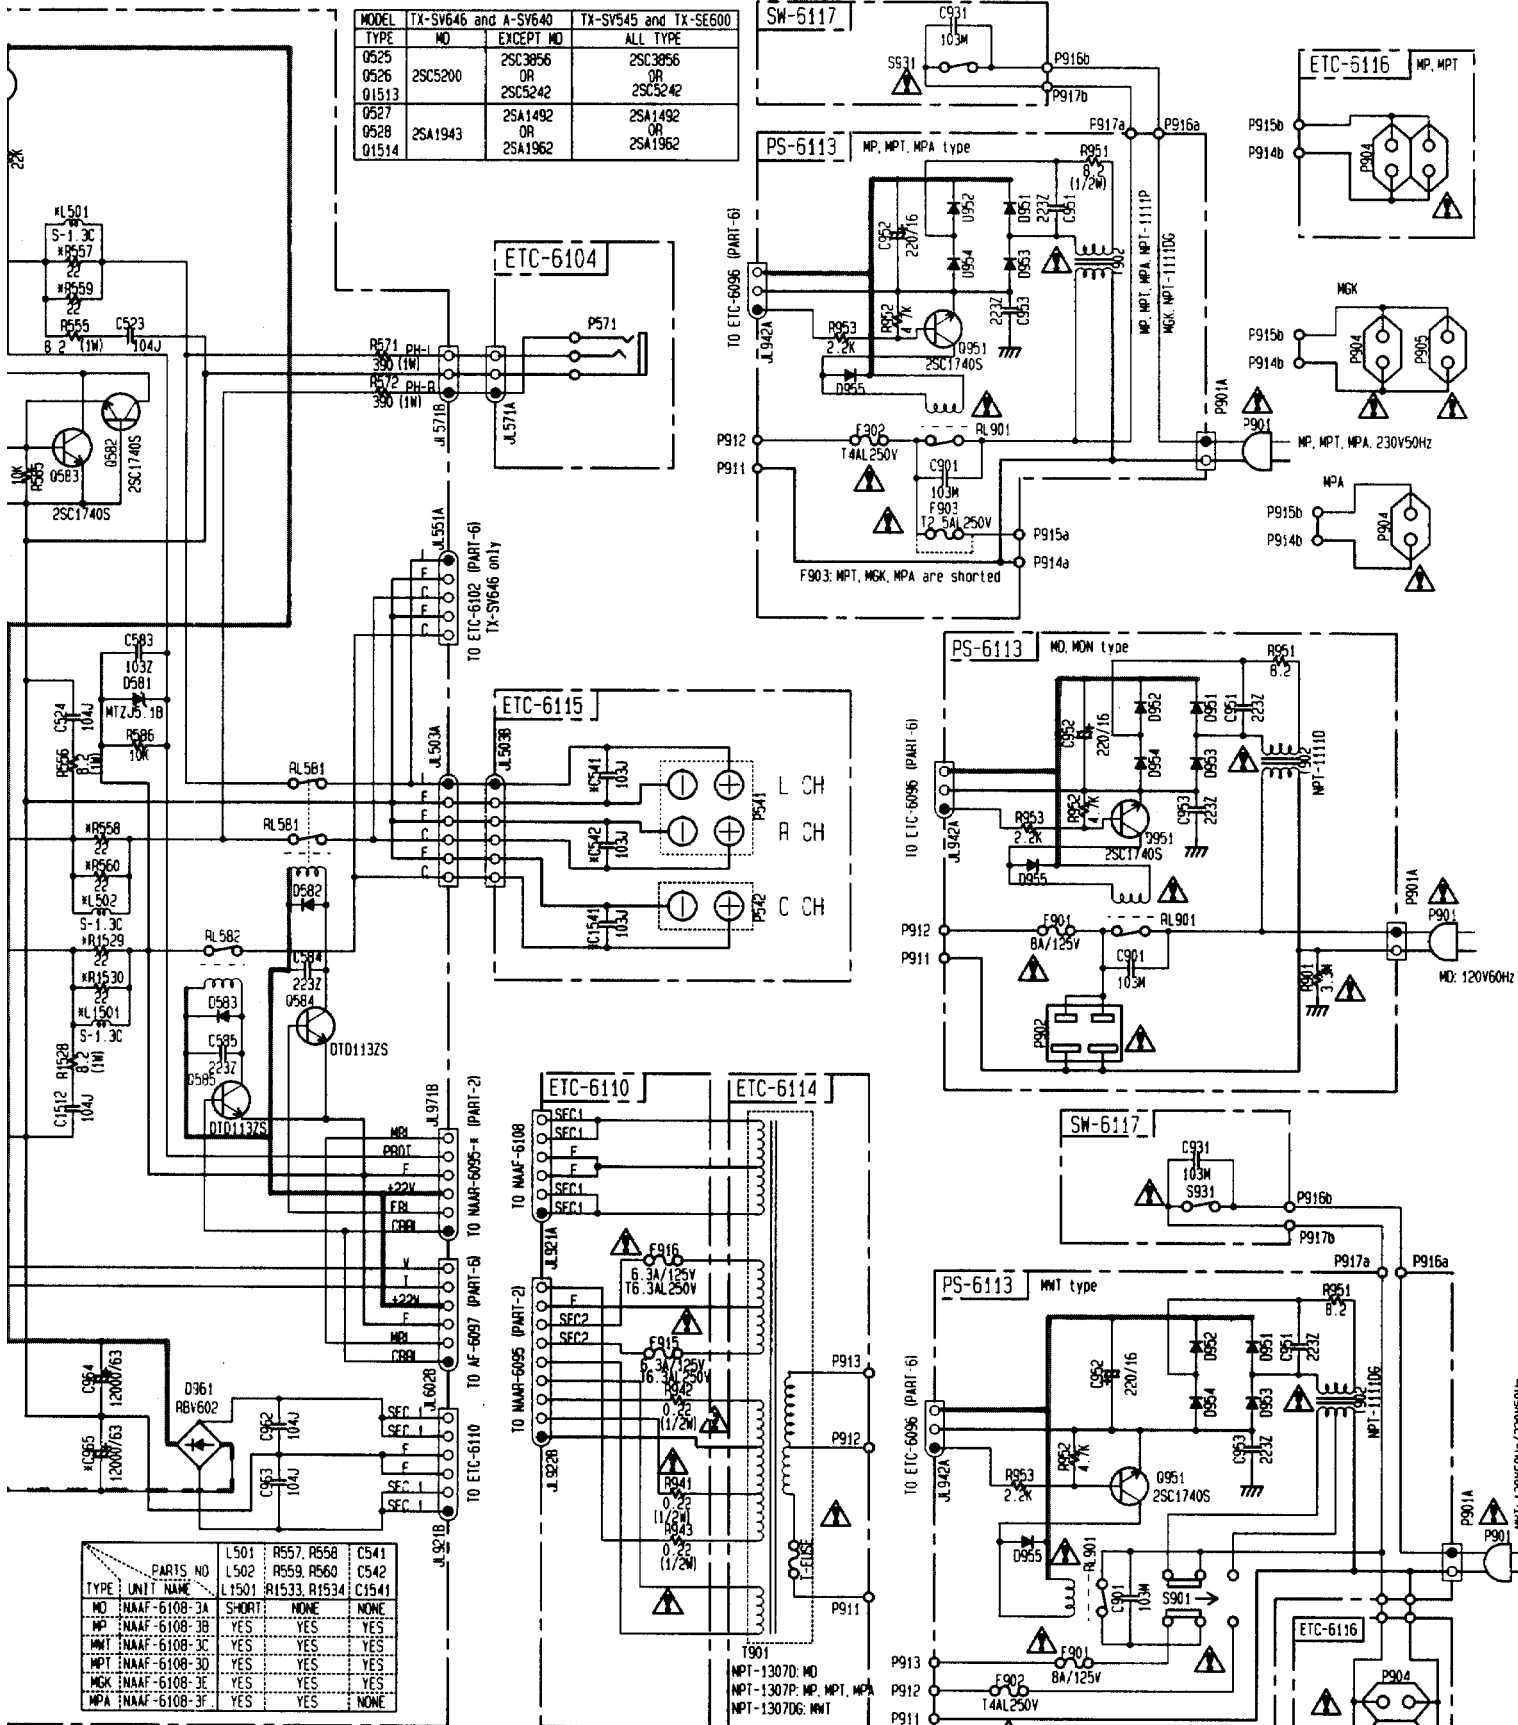 MODEL TX-SV646 and A-SV640 TX-SV545 and TX-SE600
TYPE MD EXCEPT MD ALL TYPE
Q525
Q526
Q1513
2SC5200
2SC3856
OR
2SC5242
2SC3856
OR
2SC5242
Q527
Q528
Q1514
2SA1943
2SA1492
OR
2SA1962
2SA1492
OR
2SA1962
22K
*L501
S-1.3C
*R557
22
*R559
22
R555
8.2 (1W)
C523
104J
10K
R585
Q583
2SC1740S
Q582
2SC1740S
R571
390 (1W)
PH-L
R572
390 (1W)
PH-R
JL571B
JL571A
ETC-6104
P571
JL551A
TO ETC-6102 (PART-6)
TX-SV646 only
L
E
C
E
C
C583
103Z
D581
MTZJ5.1B
R586
10K
C524
104J
R556
8.2
(1W)
RL581
RL581
*R558
22
*R560
22
*L502
S-1.3C
*R1529
22
*R1530
22
*L1501
S-1.3C
R1528
8.2
(1W)
C1512
104J
RL582
D582
C584
223Z
Q584
DTD113ZS
D583
C585
223Z
Q585
DTD113ZS
ETC-6115
JL503A
JL503B
L
E
E
C
E
C
*C541
103J
*C542
103J
*C1541
103J
P541
P542
L CH
R CH
C CH
JL971B
TO NAAR-6095-* (PART-2)
MRL
PROT
E
+22V
FRL
CRRL
TO AF-6097 (PART-6)
V
T
+22V
E
MRL
CRRL
JL602B
C964
12000/63
*C965
12000/63
D961
RBV602
C962
104J
C963
104J
SEC 1
SEC 1
E
E
SEC 1
SEC 1
TO ETC-6110
JL921B
PARTS NO
TYPE UNIT NAME
L501
L502
L1501
R557, R558
R559, R560
R1533, R1534
C541
C542
C1541
MD NAAF-6108-3A SHORT NONE NONE
MP NAAF-6108-3B YES YES YES
MWT NAAF-6108-3C YES YES YES
MPT NAAF-6108-3D YES YES YES
MGK NAAF-6108-3E YES YES YES
MPA NAAF-6108-3F YES YES NONE
ETC-6110
ETC-6114
SEC1
SEC1
E
E
SEC1
SEC1
TO NAAF-6108
JL921A
F916
6.3A/125V
T6.3AL250V
E
SEC2
SEC2
TO NAAR-6095 (PART-2)
F915
6.3A/125V
T6.3AL250V
R942
0.22
(1/2W)
JL922B
R941
0.22
(1/2W)
R943
0.22
(1/2W)
P913
P912
T-FUSE
P911
T901
NPT-1307D: MD
NPT-1307P: MP, MPT, MPA
NPT-1307DG: MWT
SW-6117
C931
103M
S931
P916b
P917b
P917a
P916a
PS-6113
MP, MPT, MPA type
R951
8.2
(1/2W)
TO ETC-6096 (PART-6)
JL942A
C952
220/16
D952
D951
D954
D953
223Z
C951
223Z
C953
T902
MP, MPT, MPA, NPT-1111P
MGK, NPT-1111DG
R953
2.2K
R952
4.7K
Q951
2SC1740S
D955
P912
P911
F902
T4AL250V
RL901
C901
103M
F903
T2.5AL250V
P915a
P914a
F903: MPT, MGK, MPA are shorted
P901A
P901
MP, MPT, MPA, 230V50Hz
ETC-6116
MP, MPT
P915b
P914b
P904
MGK
P915b
P914b
P904
P905
MPA
P915b
P914b
P904
PS-6113
MD, MDN type
R951
8.2
TO ETC-6096 (PART-6)
JL942A
C952
220/16
D952
D951
D954
D953
C951
223Z
C953
223Z
T902
NPT-1111D
R953
2.2K
R952
4.7K
Q951
2SC1740S
D955
P912
P911
F901
8A/125V
RL901
C901
103M
P902
R901
3.3M
P901A
P901
MD: 120V60Hz
SW-6117
C931
103M
S931
P916b
P917b
P917a
P916a
PS-6113
MWT type
R951
8.2
TO ETC-6096 (PART-6)
JL942A
C952
220/16
D952
D951
D954
D953
C951
223Z
C953
223Z
T902
NPT-1111DG
R953
2.2K
R952
4.7K
Q951
2SC1740S
D955
RL901
C901
103M
S901
P901A
P901
F901
8A/125V
F902
T4AL250V
P913
P912
P911
ETC-6116
P904